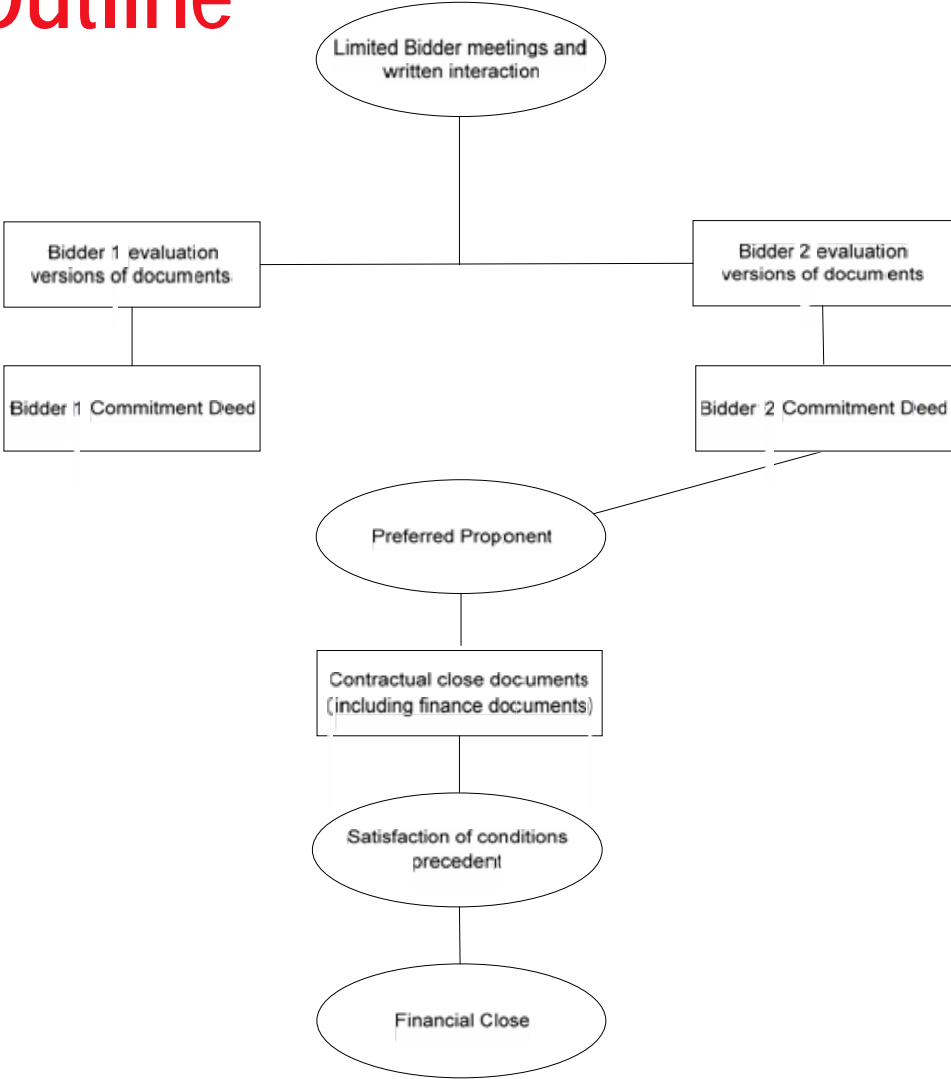 Outline
Limited Bidder meetings and
written interaction
Bidder 1 evaluation
versions of documents
Bidder 2 evaluation
versions of documents
Bidder 1 Commitment Deed
Bidder 2 Commitment Deed
Preferred Proponent
Contractual close documents
(including finance documents)
Satisfaction of conditions
precedent
Financial Close